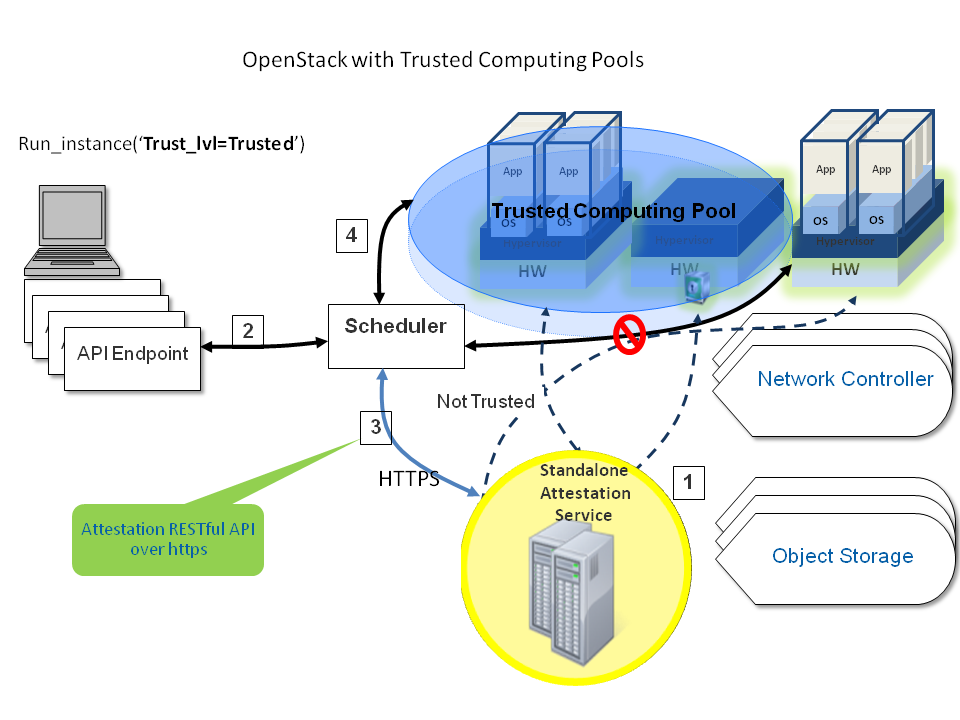 OpenStack with Trusted Computing Pools
Run_instance(‘Trust_lvl=Trusted’)
App
App
App
App
Trusted Computing Pool
OS
OS
OS
OS
Hypervisor
Hypervisor
Hypervisor
HW
HW
HW
4
2
Scheduler
API Endpoint
A
A
Network Controller
Not Trusted
3
HTTPS
Standalone
Attestation
Service
1
Attestation RESTful API
over https
Object Storage